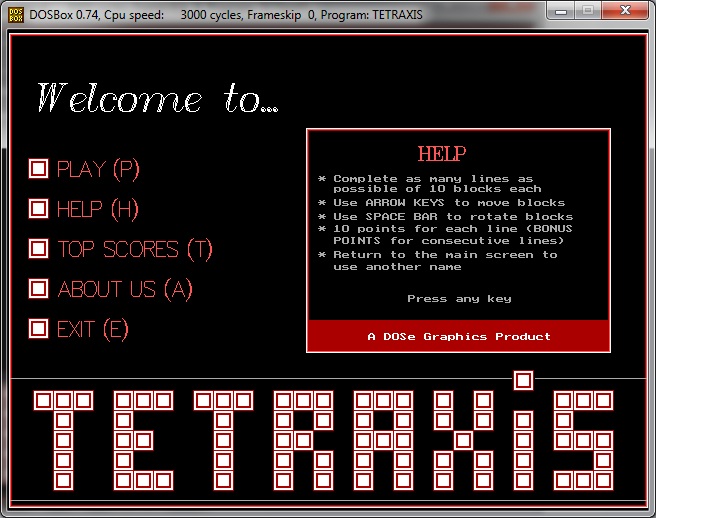 DOSBox 0.74, Cpu speed: 3000 cycles, Frameskip 0, Program: TETRAXIS
Welcome to...
PLAY (P)
HELP (H)
TOP SCORES (T)
ABOUT US (A)
EXIT (E)
HELP
* Complete as many lines as
possible of 10 blocks each
* Use ARROW KEYS to move blocks
* Use SPACE BAR to rotate blocks
* 10 points for each line (BONUS
POINTS for consecutive lines)
* Return to the main screen to
use another name
Press any key
A DOSe Graphics Product
TETRAXiS